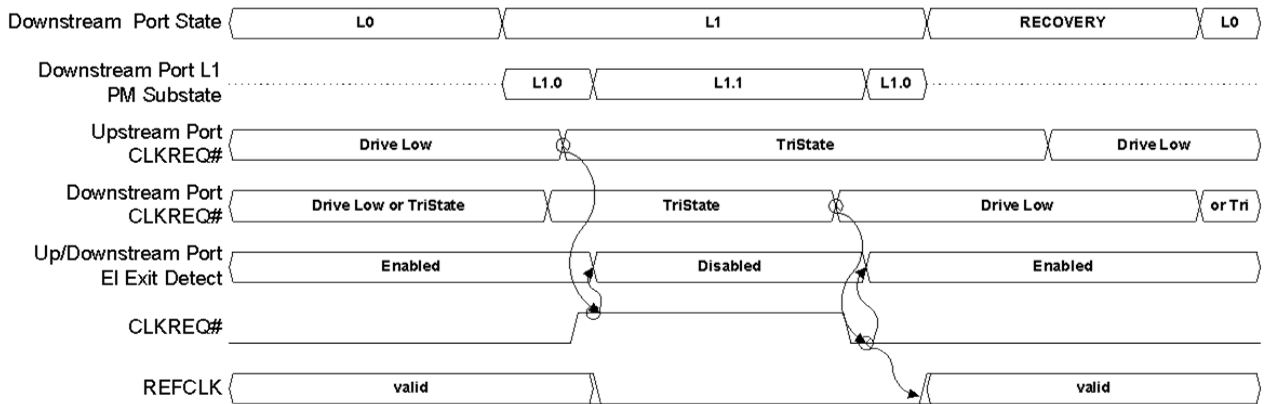 Downstream Port State L0 L1 RECOVERY L0
Downstream Port L1
PM Substate L1.0 L1.1 L1.0
Upstream Port
CLKREQ# Drive Low TriState Drive Low
Downstream Port
CLKREQ# Drive Low or TriState TriState Drive Low or Tri
Up/Downstream Port
EI Exit Detect Enabled Disabled Enabled
CLKREQ#
REFCLK valid valid